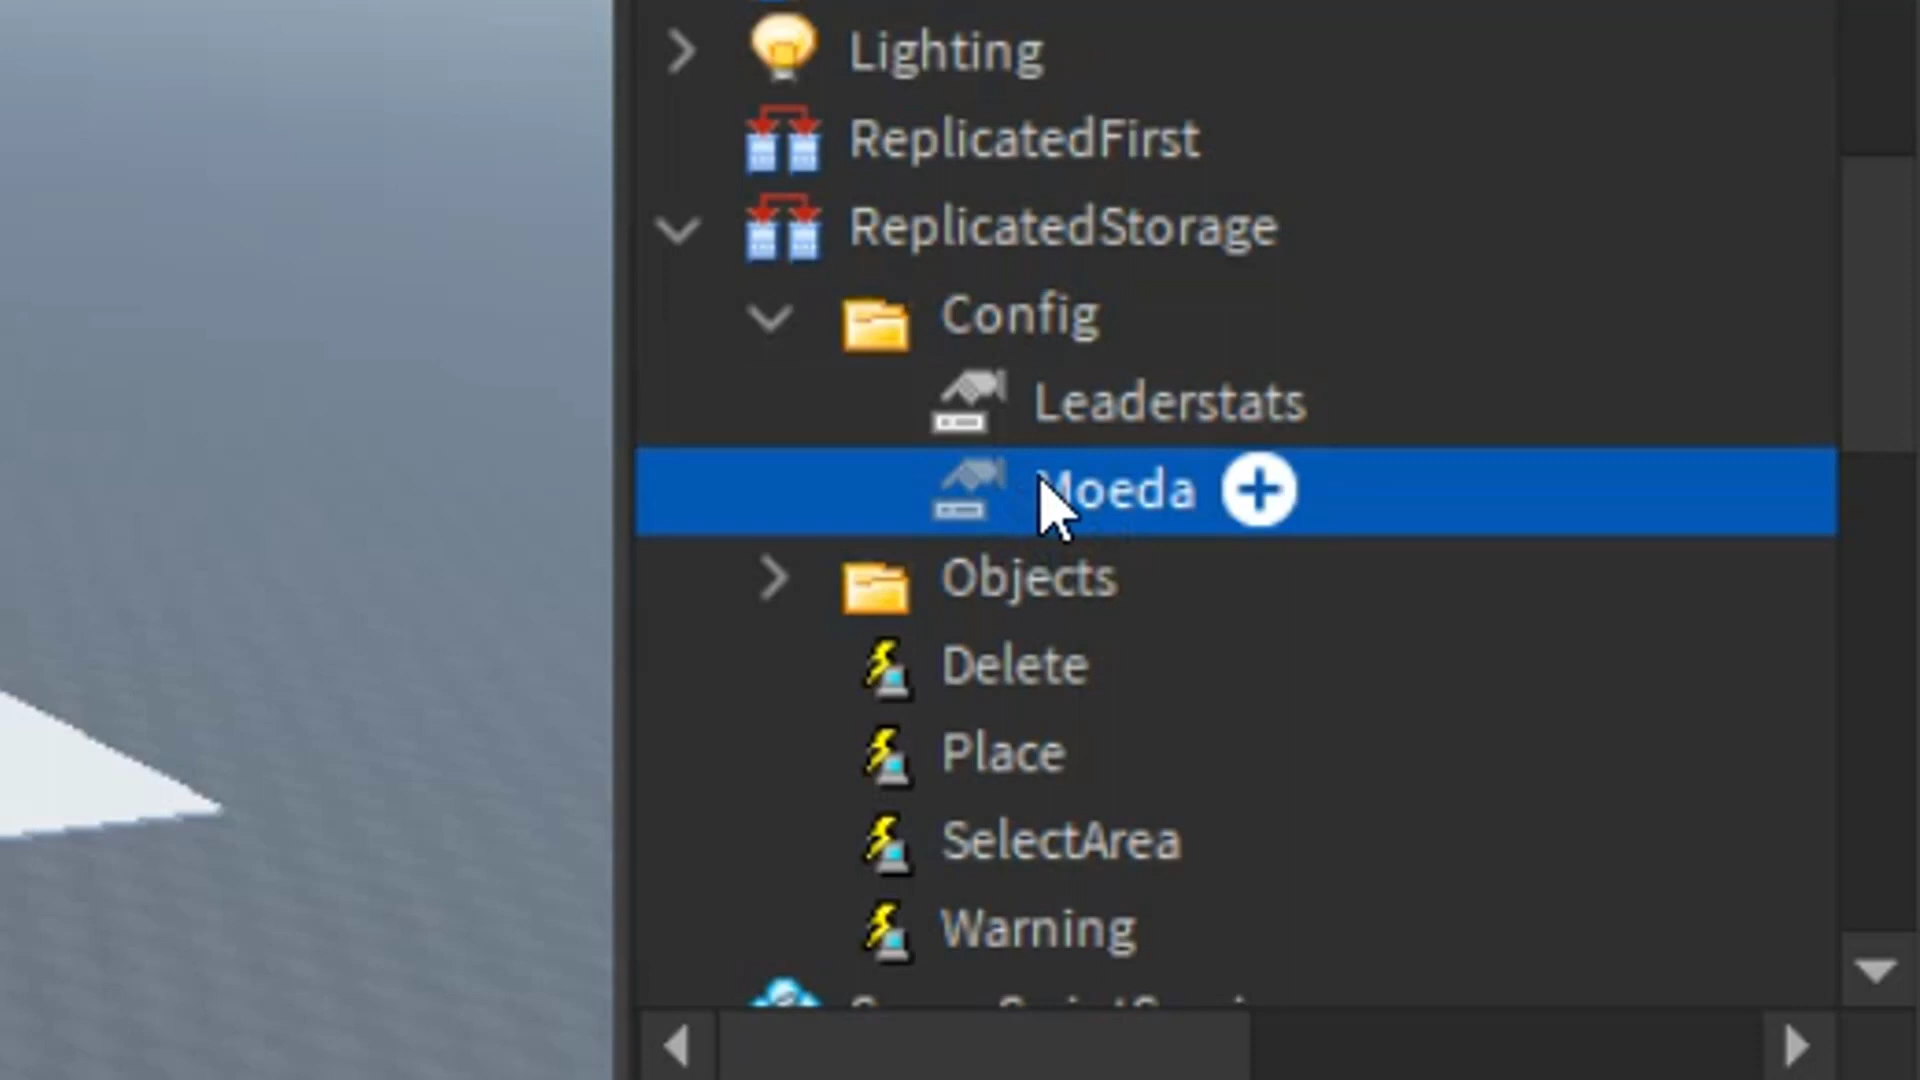 Lighting
ReplicatedFirst
ReplicatedStorage
Config
Leaderstats
Moeda
Objects
Delete
Place
SelectArea
Warning